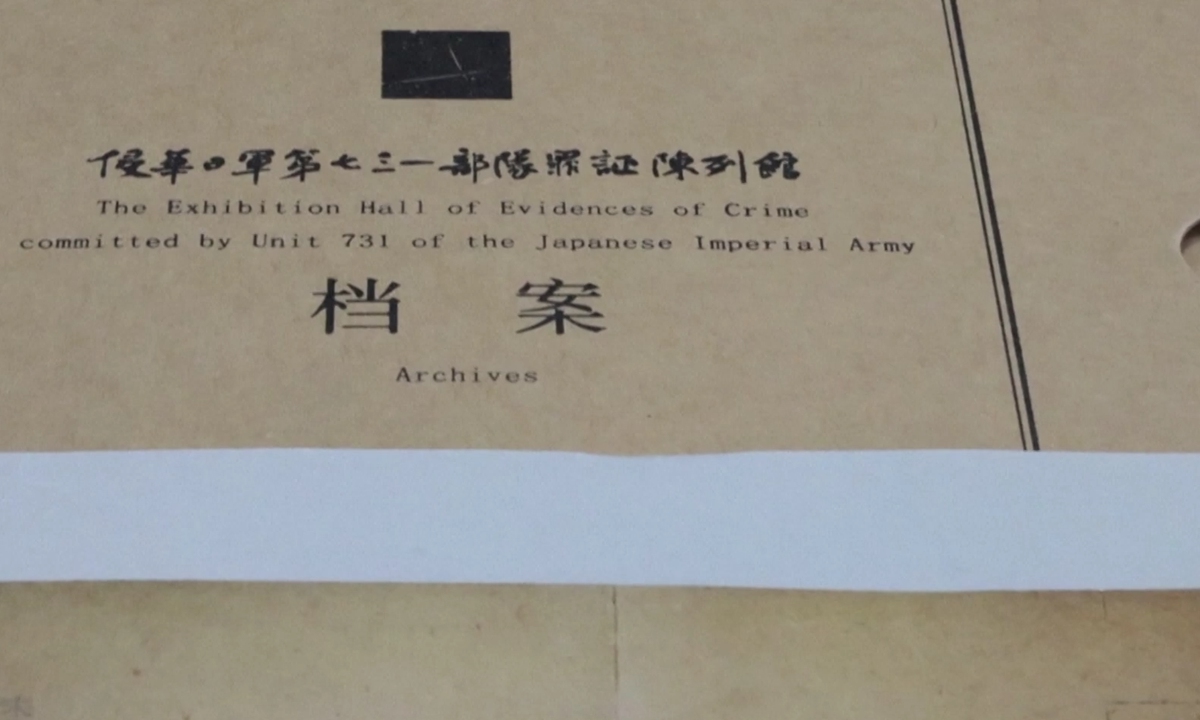 侵華日軍第七三一部隊罪証陳列館
The Exhibition Hall of Evidences of Crime
committed by Unit 731 of the Japanese Imperial Army
档 案
Archives